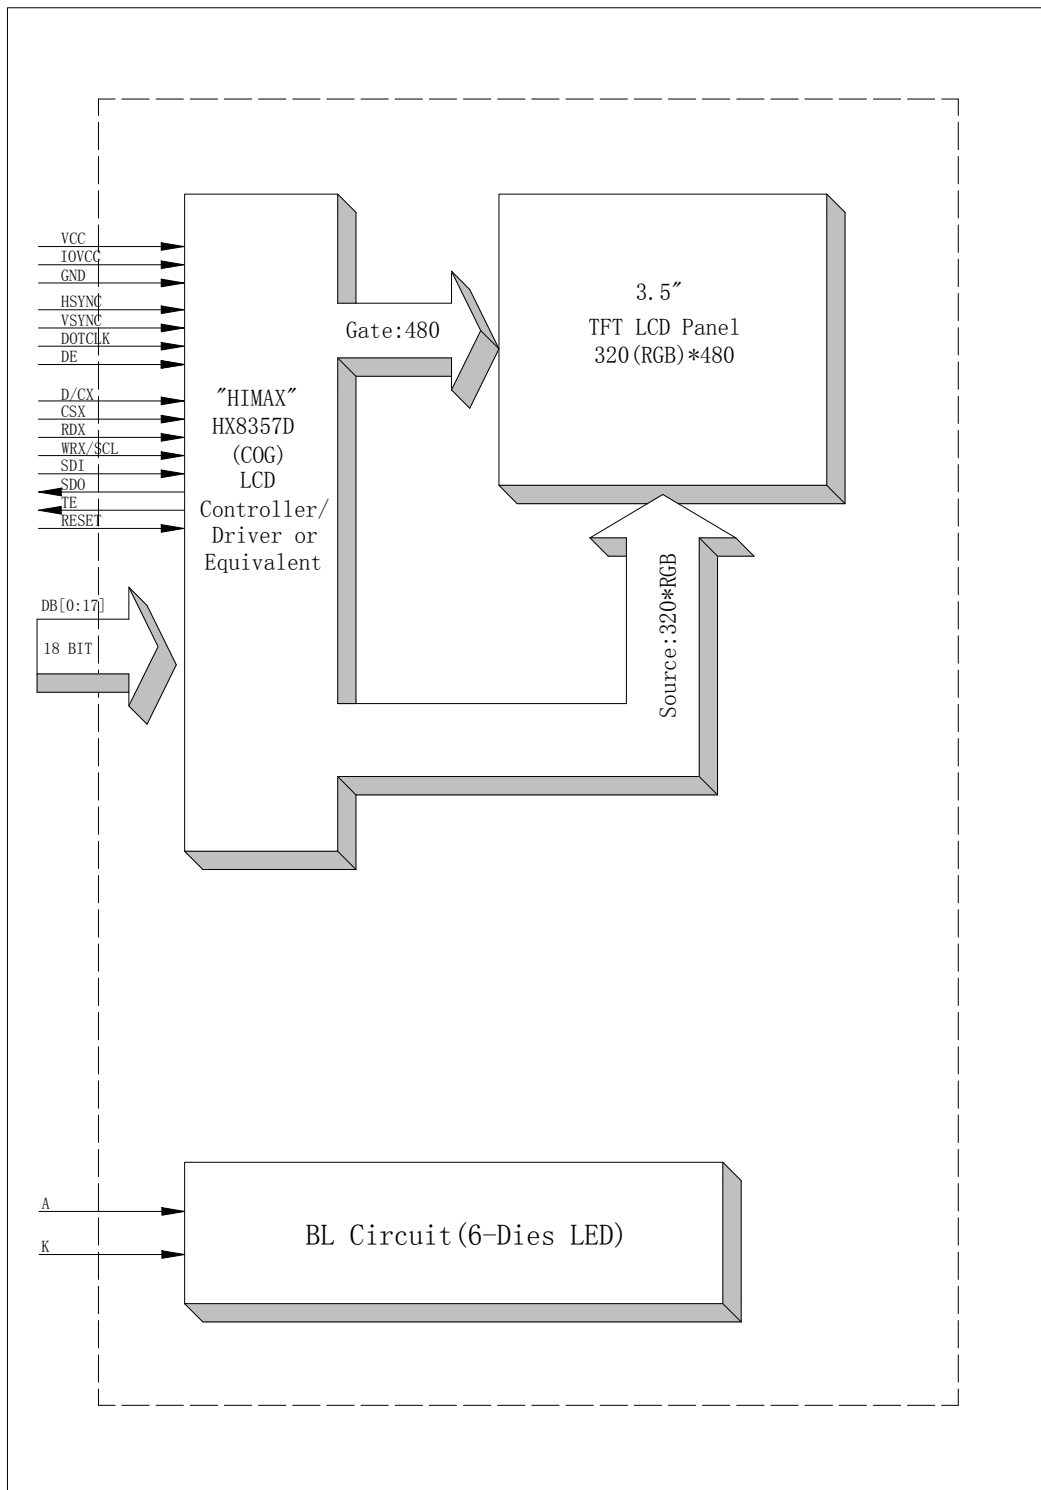 VCC
IOVCC
GND
HSYNC
VSYNC
DOTCLK
DE
D/CX
CSX
RDX
WRX/SCL
SDI
SDO
TE
RESET
DB[0:17]
18 BIT
"HIMAX"
HX8357D
(COG)
LCD
Controller/
Driver or
Equivalent
Gate:480
3.5"
TFT LCD Panel
320(RGB)*480
Source:320*RGB
A
K
BL Circuit(6-Dies LED)